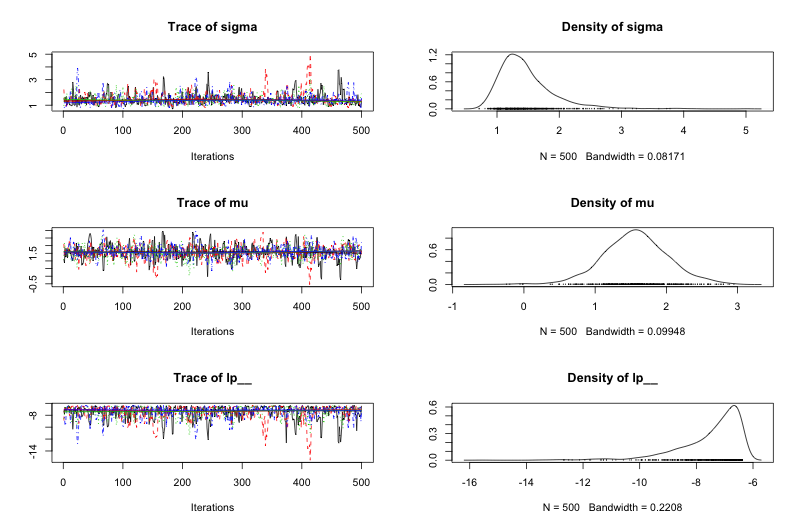 Trace of sigma
5
3
1
0 100 200 300 400 500
Iterations
Density of sigma
1.2
0.6
0.0
1 2 3 4 5
N = 500 Bandwidth = 0.08171
Trace of mu
1.5
-0.5
0 100 200 300 400 500
Iterations
Density of mu
0.6
0.0
-1 0 1 2 3
N = 500 Bandwidth = 0.09948
Trace of lp__
-8
-14
0 100 200 300 400 500
Iterations
Density of lp__
0.6
0.3
0.0
-16 -14 -12 -10 -8 -6
N = 500 Bandwidth = 0.2208